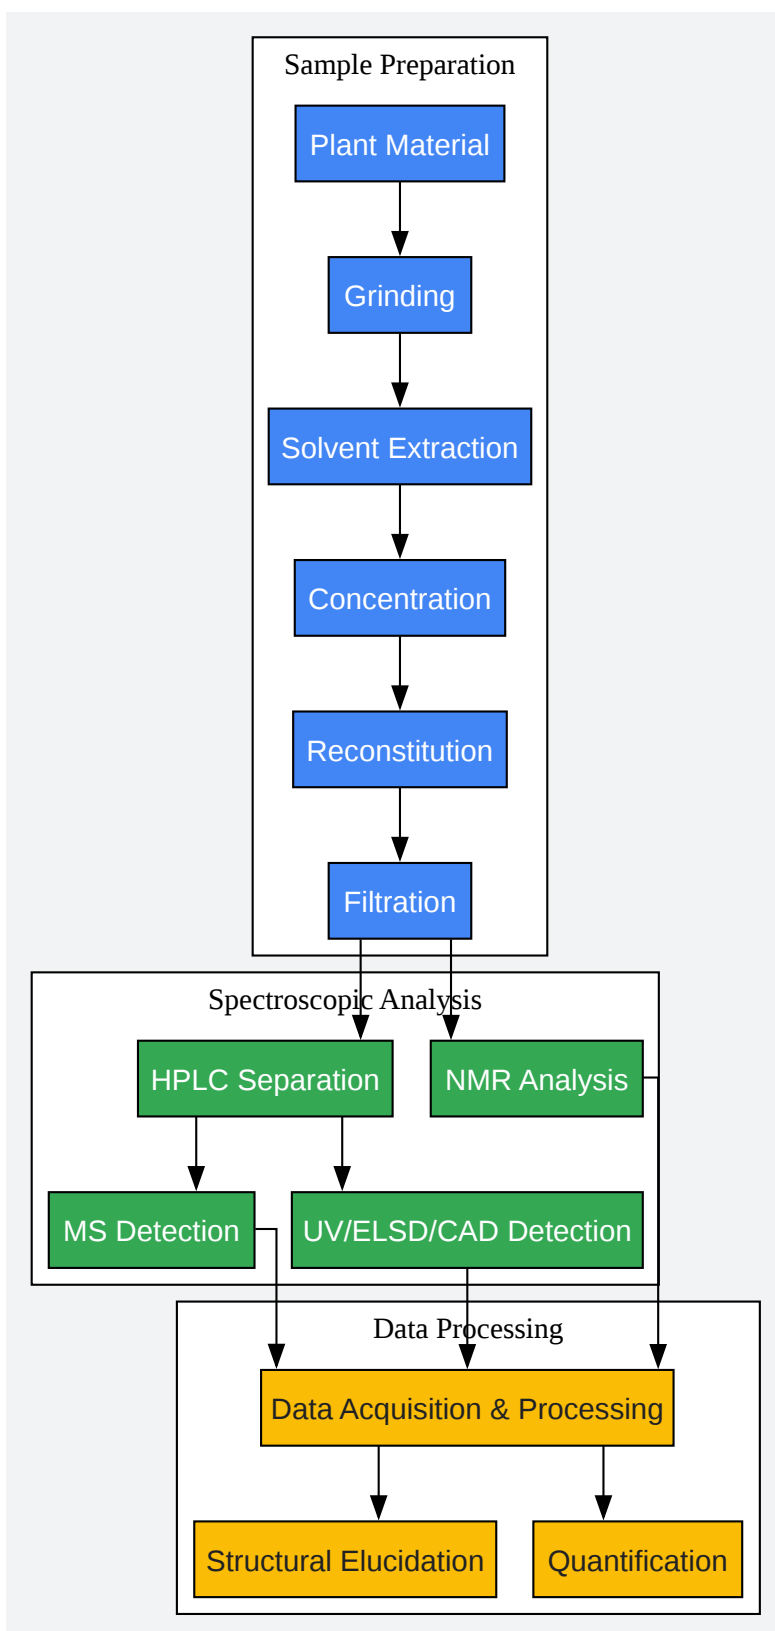 Sample Preparation
Plant Material
Grinding
Solvent Extraction
Concentration
Reconstitution
Filtration
Spectroscopic Analysis
HPLC Separation
NMR Analysis
MS Detection
UV/ELSD/CAD Detection
Data Processing
Data Acquisition & Processing
Structural Elucidation
Quantification